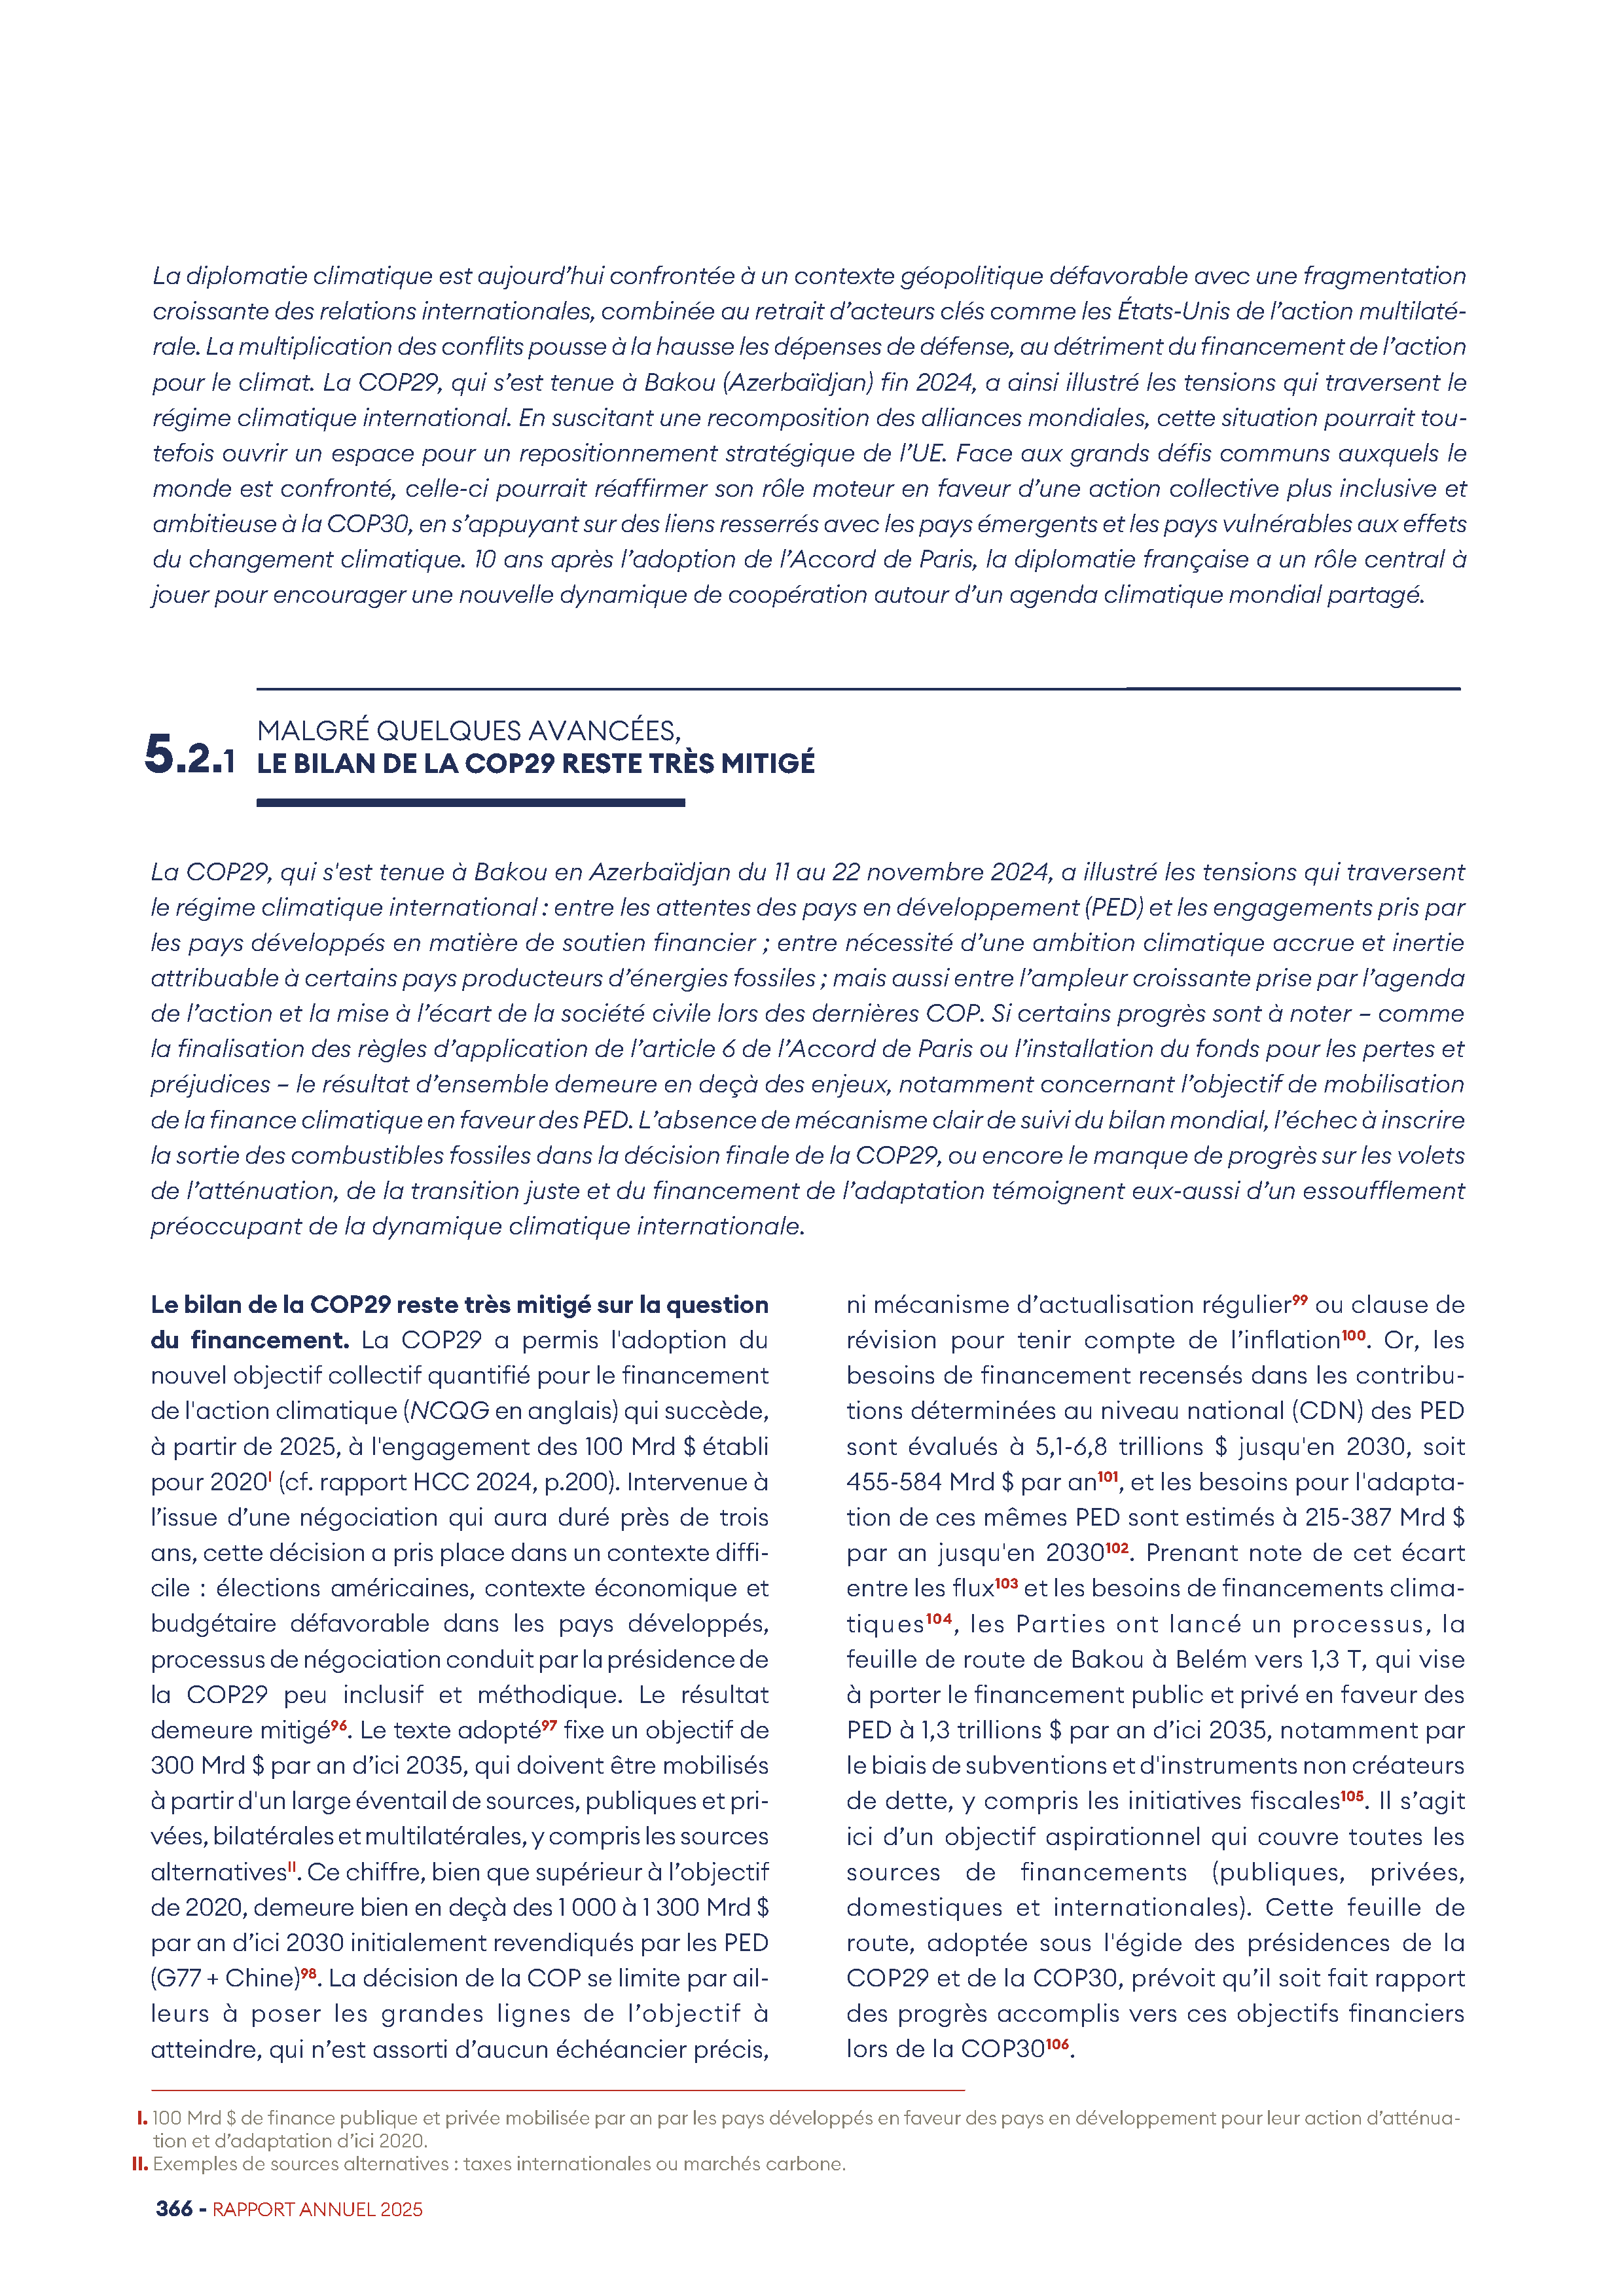 La diplomatie climatique est aujourd’hui confrontée à un contexte géopolitique défavorable avec une fragmentation
croissante des relations internationales, combinée au retrait d’acteurs clés comme les États-Unis de l’action multilaté-
rale. La multiplication des conflits pousse à la hausse les dépenses de défense, au détriment du financement de l’action
pour le climat. La COP29, qui s’est tenue à Bakou (Azerbaïdjan) fin 2024, a ainsi illustré les tensions qui traversent le
régime climatique international. En suscitant une recomposition des alliances mondiales, cette situation pourrait tou-
tefois ouvrir un espace pour un repositionnement stratégique de l’UE. Face aux grands défis communs auxquels le
monde est confronté, celle-ci pourrait réaffirmer son rôle moteur en faveur d’une action collective plus inclusive et
ambitieuse à la COP30, en s’appuyant sur des liens resserrés avec les pays émergents et les pays vulnérables aux effets
du changement climatique. 10 ans après l’adoption de l’Accord de Paris, la diplomatie française a un rôle central à
jouer pour encourager une nouvelle dynamique de coopération autour d’un agenda climatique mondial partagé.
5.2.1
MALGRÉ QUELQUES AVANCÉES,
LE BILAN DE LA COP29 RESTE TRÈS MITIGÉ
La COP29, qui s'est tenue à Bakou en Azerbaïdjan du 11 au 22 novembre 2024, a illustré les tensions qui traversent
le régime climatique international : entre les attentes des pays en développement (PED) et les engagements pris par
les pays développés en matière de soutien financier ; entre nécessité d’une ambition climatique accrue et inertie
attribuable à certains pays producteurs d’énergies fossiles ; mais aussi entre l’ampleur croissante prise par l’agenda
de l’action et la mise à l’écart de la société civile lors des dernières COP. Si certains progrès sont à noter – comme
la finalisation des règles d’application de l’article 6 de l’Accord de Paris ou l’installation du fonds pour les pertes et
préjudices – le résultat d’ensemble demeure en deçà des enjeux, notamment concernant l’objectif de mobilisation
de la finance climatique en faveur des PED. L’absence de mécanisme clair de suivi du bilan mondial, l’échec à inscrire
la sortie des combustibles fossiles dans la décision finale de la COP29, ou encore le manque de progrès sur les volets
de l’atténuation, de la transition juste et du financement de l’adaptation témoignent eux-aussi d’un essoufflement
préoccupant de la dynamique climatique internationale.
Le bilan de la COP29 reste très mitigé sur la question
du financement. La COP29 a permis l'adoption du
nouvel objectif collectif quantifié pour le financement
de l'action climatique (NCQG en anglais) qui succède,
à partir de 2025, à l'engagement des 100 Mrd $ établi
pour 2020I (cf. rapport HCC 2024, p.200). Intervenue à
l’issue d’une négociation qui aura duré près de trois
ans, cette décision a pris place dans un contexte diffi-
cile : élections américaines, contexte économique et
budgétaire défavorable dans les pays développés,
processus de négociation conduit par la présidence de
la COP29 peu inclusif et méthodique. Le résultat
demeure mitigé96. Le texte adopté97 fixe un objectif de
300 Mrd $ par an d’ici 2035, qui doivent être mobilisés
à partir d'un large éventail de sources, publiques et pri-
vées, bilatérales et multilatérales, y compris les sources
alternativesII. Ce chiffre, bien que supérieur à l’objectif
de 2020, demeure bien en deçà des 1 000 à 1 300 Mrd $
par an d’ici 2030 initialement revendiqués par les PED
(G77 + Chine)98. La décision de la COP se limite par ail-
leurs à poser les grandes lignes de l’objectif à
atteindre, qui n’est assorti d’aucun échéancier précis,
ni mécanisme d’actualisation régulier99 ou clause de
révision pour tenir compte de l’inflation100. Or, les
besoins de financement recensés dans les contribu-
tions déterminées au niveau national (CDN) des PED
sont évalués à 5,1-6,8 trillions $ jusqu'en 2030, soit
455-584 Mrd $ par an101, et les besoins pour l'adapta-
tion de ces mêmes PED sont estimés à 215-387 Mrd $
par an jusqu'en 2030102. Prenant note de cet écart
entre les flux103 et les besoins de financements clima-
tiques104, les Parties ont lancé un processus, la
feuille de route de Bakou à Belém vers 1,3 T, qui vise
à porter le financement public et privé en faveur des
PED à 1,3 trillions $ par an d’ici 2035, notamment par
le biais de subventions et d'instruments non créateurs
de dette, y compris les initiatives fiscales105. Il s’agit
ici d’un objectif aspirationnel qui couvre toutes les
sources de financements (publiques, privées,
domestiques et internationales). Cette feuille de
route, adoptée sous l'égide des présidences de la
COP29 et de la COP30, prévoit qu’il soit fait rapport
des progrès accomplis vers ces objectifs financiers
lors de la COP30106.
I. 100 Mrd $ de finance publique et privée mobilisée par an par les pays développés en faveur des pays en développement pour leur action d’atténua-
tion et d’adaptation d’ici 2020.
II. Exemples de sources alternatives : taxes internationales ou marchés carbone.
366 - RAPPORT ANNUEL 2025